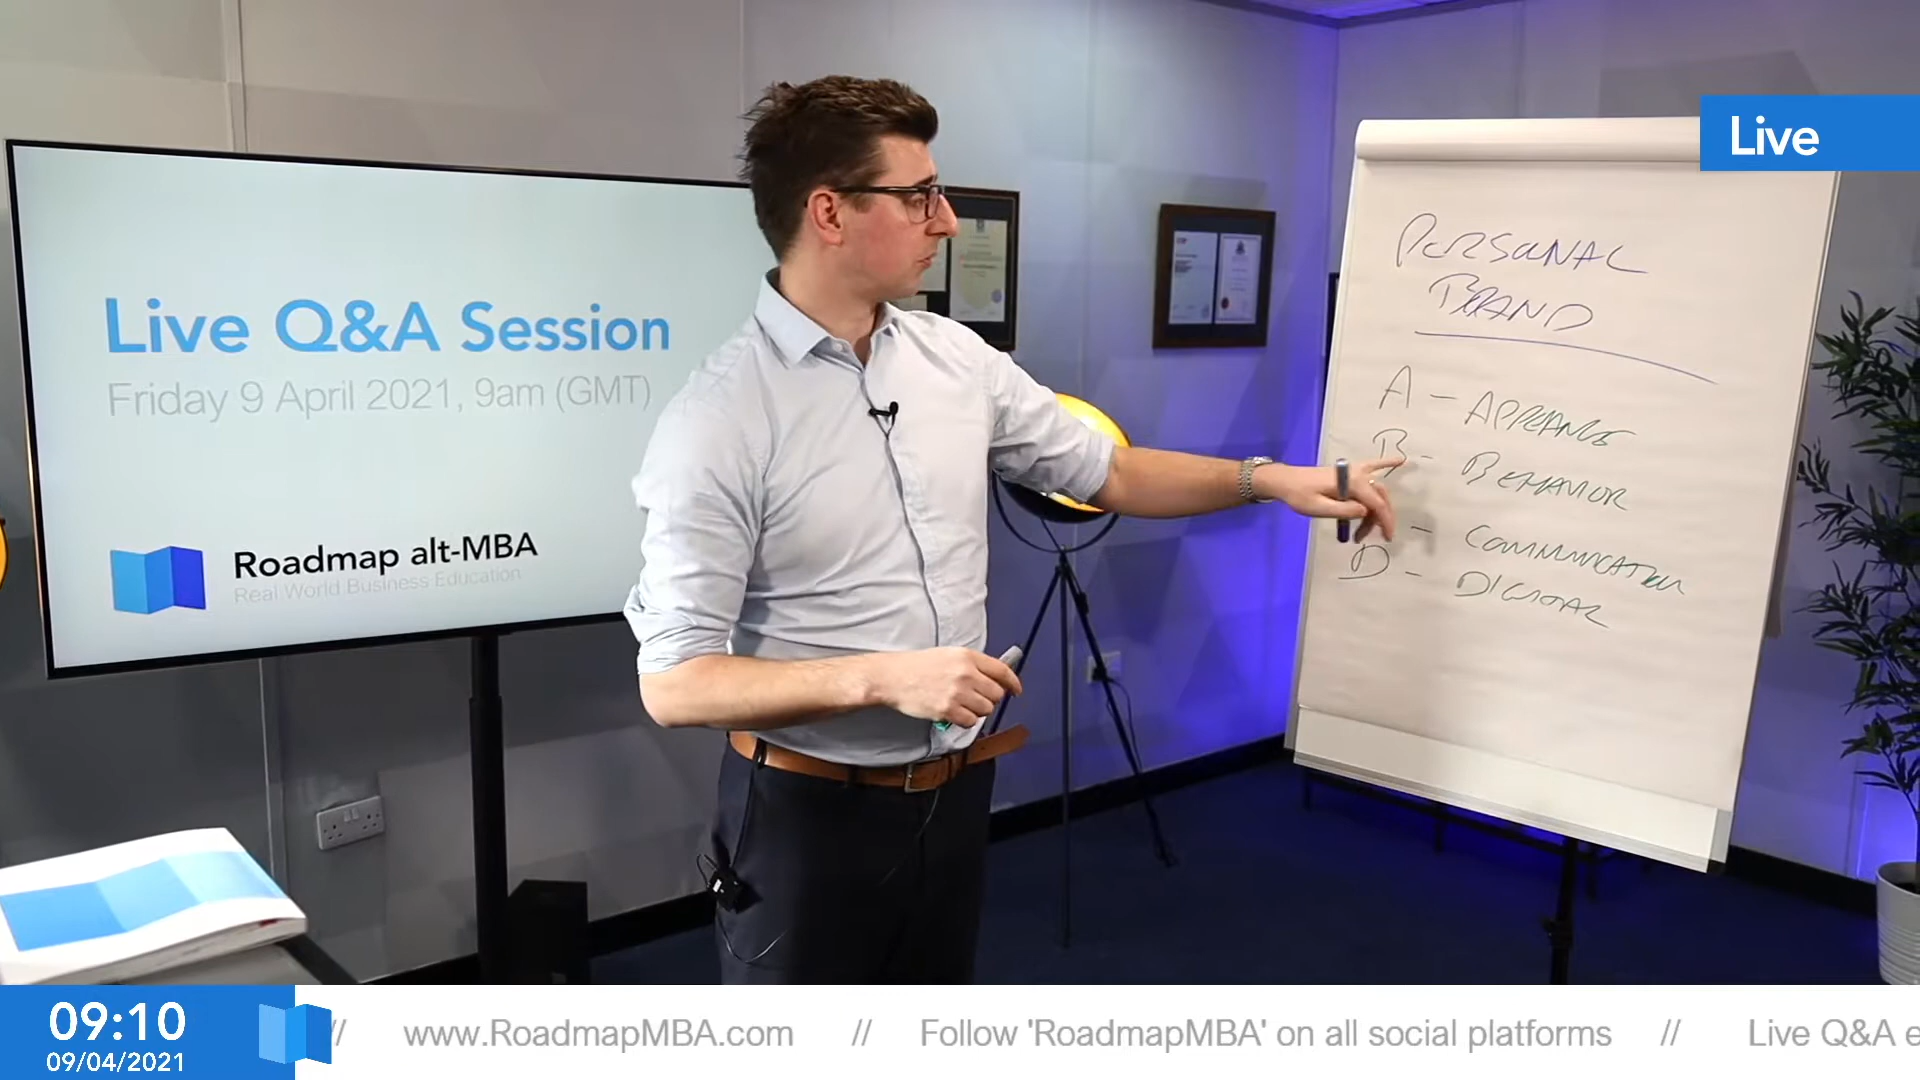 Live
Live Q&A Session
Friday 9 April 2021, 9am (GMT)
Roadmap alt-MBA
Real World Business Education
PERSONAL
BRAND
A - APPEARANCE
B - BEHAVIOR
- COMMUNICATION
D - DIGITAL
09:10
09/04/2021
// www.RoadmapMBA.com // Follow 'RoadmapMBA' on all social platforms // Live Q&A e